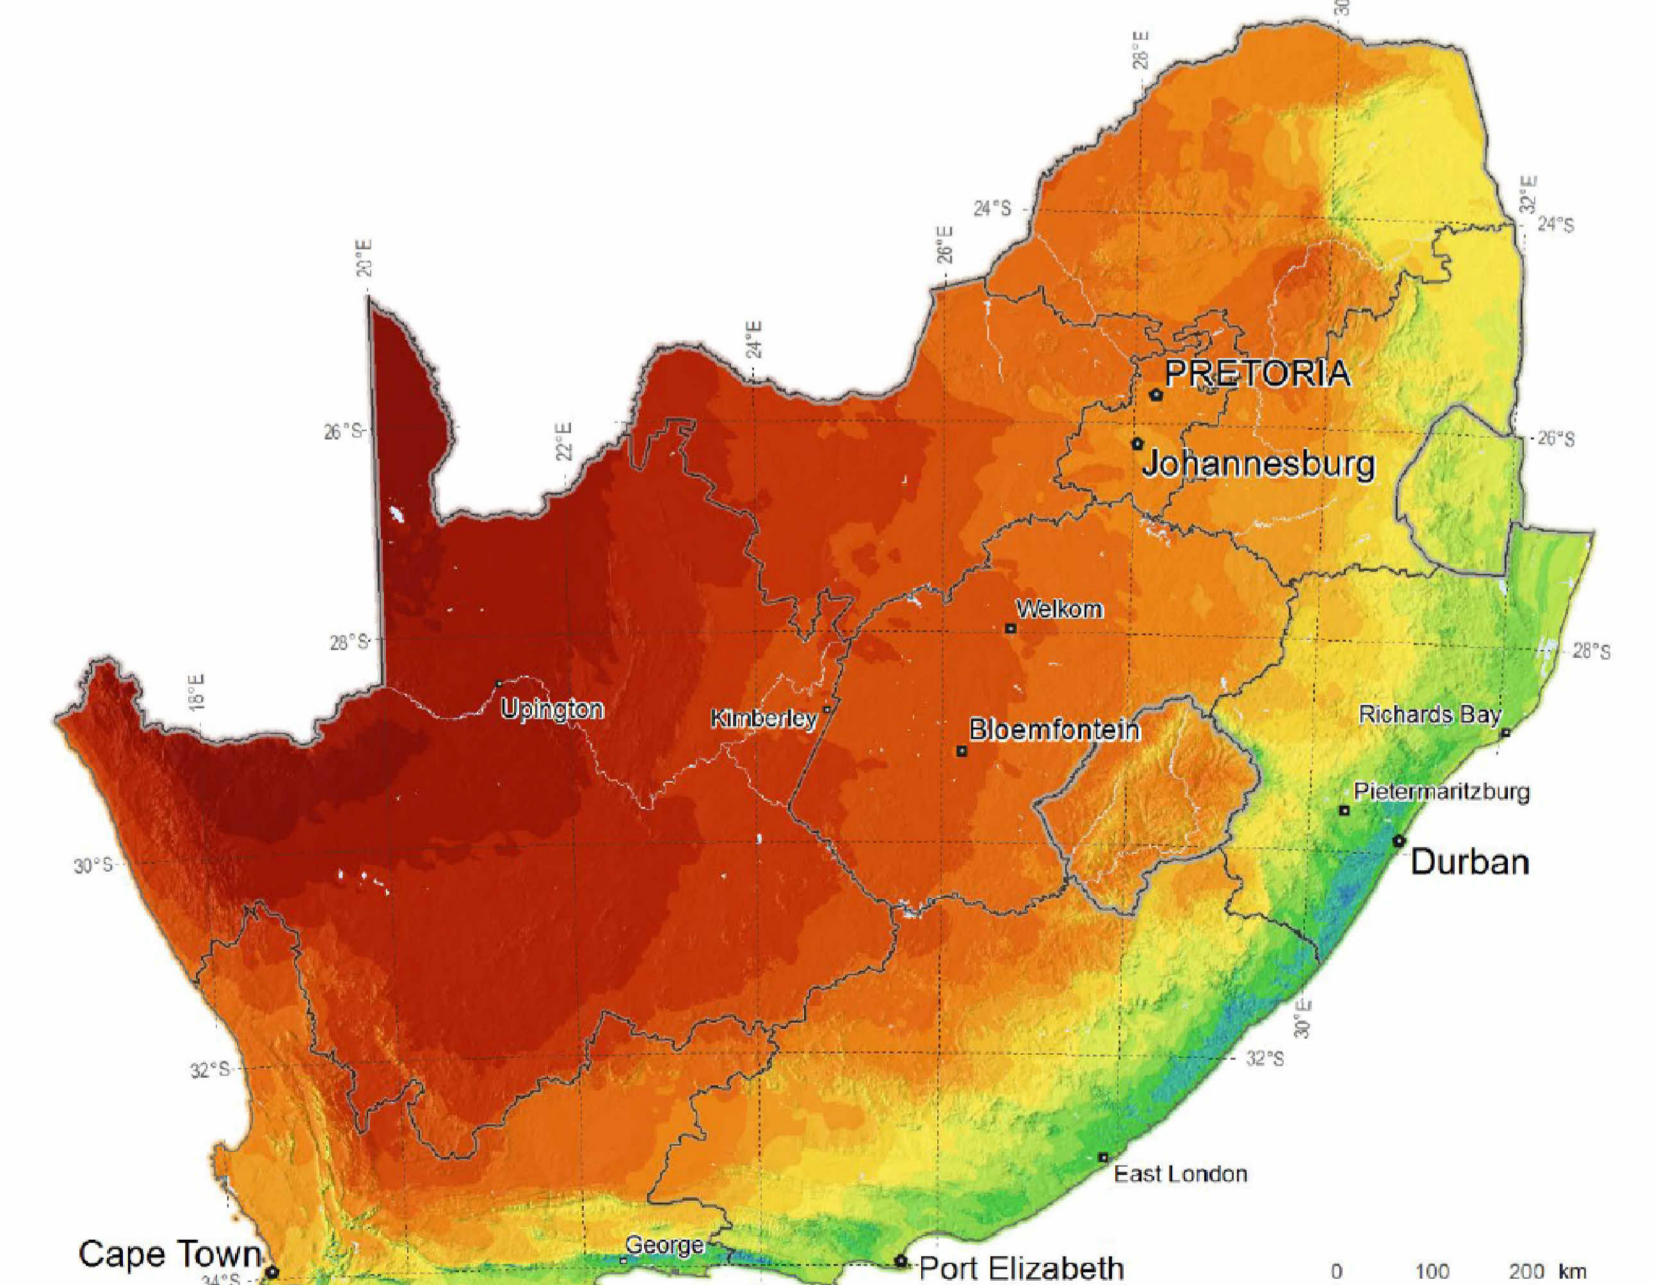 30
28°E
32°E
24°S
24°S
26°E
20°E
24°E
PRETORIA
22°E
26°S
26°S
Johannesburg
Welkom
28°S
28°S
18°E
Upington
Kimberley
Bloemfontein
Richards Bay
Pietermaritzburg
Durban
30°S
30°E
32°S
32°S
East London
Cape Town
George
Port Elizabeth
34°S
0 100 200 km